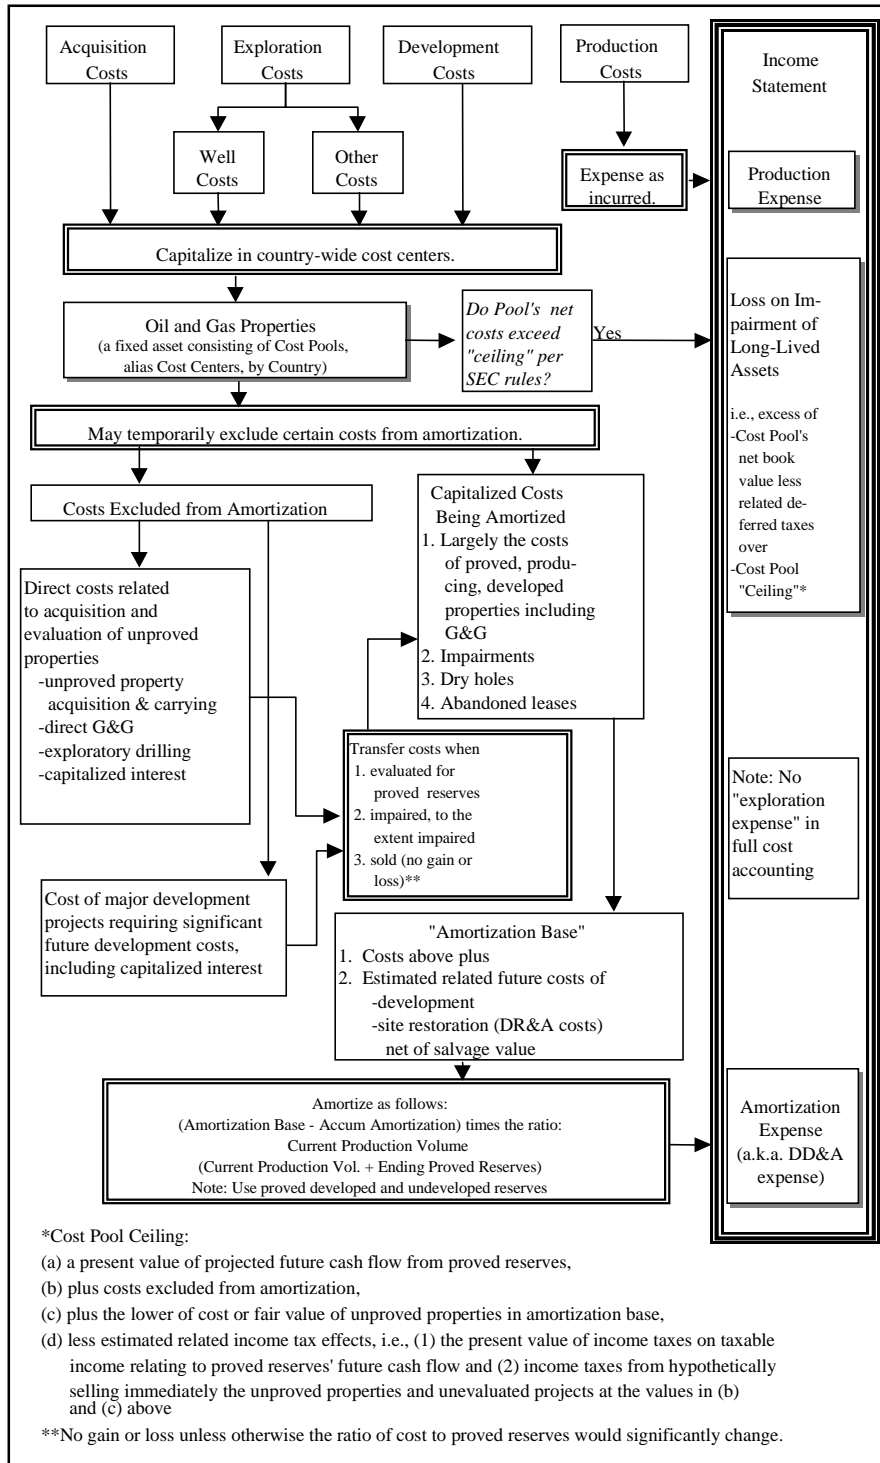 Acquisition
Costs
Exploration
Costs
Development
Costs
Production
Costs
Income
Statement
Well
Costs
Other
Costs
Expense as
incurred.
Production
Expense
Capitalize in country-wide cost centers.
Oil and Gas Properties
(a fixed asset consisting of Cost Pools,
alias Cost Centers, by Country)
Do Pool's net
costs exceed
"ceiling" per
SEC rules?
Yes
Loss on Im-
pairment of
Long-Lived
Assets
i.e., excess of
-Cost Pool's
net book
value less
related de-
ferred taxes
over
-Cost Pool
"Ceiling"*
May temporarily exclude certain costs from amortization.
Costs Excluded from Amortization
Capitalized Costs
Being Amortized
1. Largely the costs
of proved, produ-
cing, developed
properties including
G&G
2. Impairments
3. Dry holes
4. Abandoned leases
Direct costs related
to acquisition and
evaluation of unproved
properties
-unproved property
acquisition & carrying
-direct G&G
-exploratory drilling
-capitalized interest
Transfer costs when
1. evaluated for
proved reserves
2. impaired, to the
extent impaired
3. sold (no gain or
loss)**
Note: No
"exploration
expense" in
full cost
accounting
Cost of major development
projects requiring significant
future development costs,
including capitalized interest
"Amortization Base"
1. Costs above plus
2. Estimated related future costs of
-development
-site restoration (DR&A costs)
net of salvage value
Amortize as follows:
(Amortization Base - Accum Amortization) times the ratio:
Current Production Volume
(Current Production Vol. + Ending Proved Reserves)
Note: Use proved developed and undeveloped reserves
Amortization
Expense
(a.k.a. DD&A
expense)
*Cost Pool Ceiling:
(a) a present value of projected future cash flow from proved reserves,
(b) plus costs excluded from amortization,
(c) plus the lower of cost or fair value of unproved properties in amortization base,
(d) less estimated related income tax effects, i.e., (1) the present value of income taxes on taxable
income relating to proved reserves' future cash flow and (2) income taxes from hypothetically
selling immediately the unproved properties and unevaluated projects at the values in (b)
and (c) above
**No gain or loss unless otherwise the ratio of cost to proved reserves would significantly change.